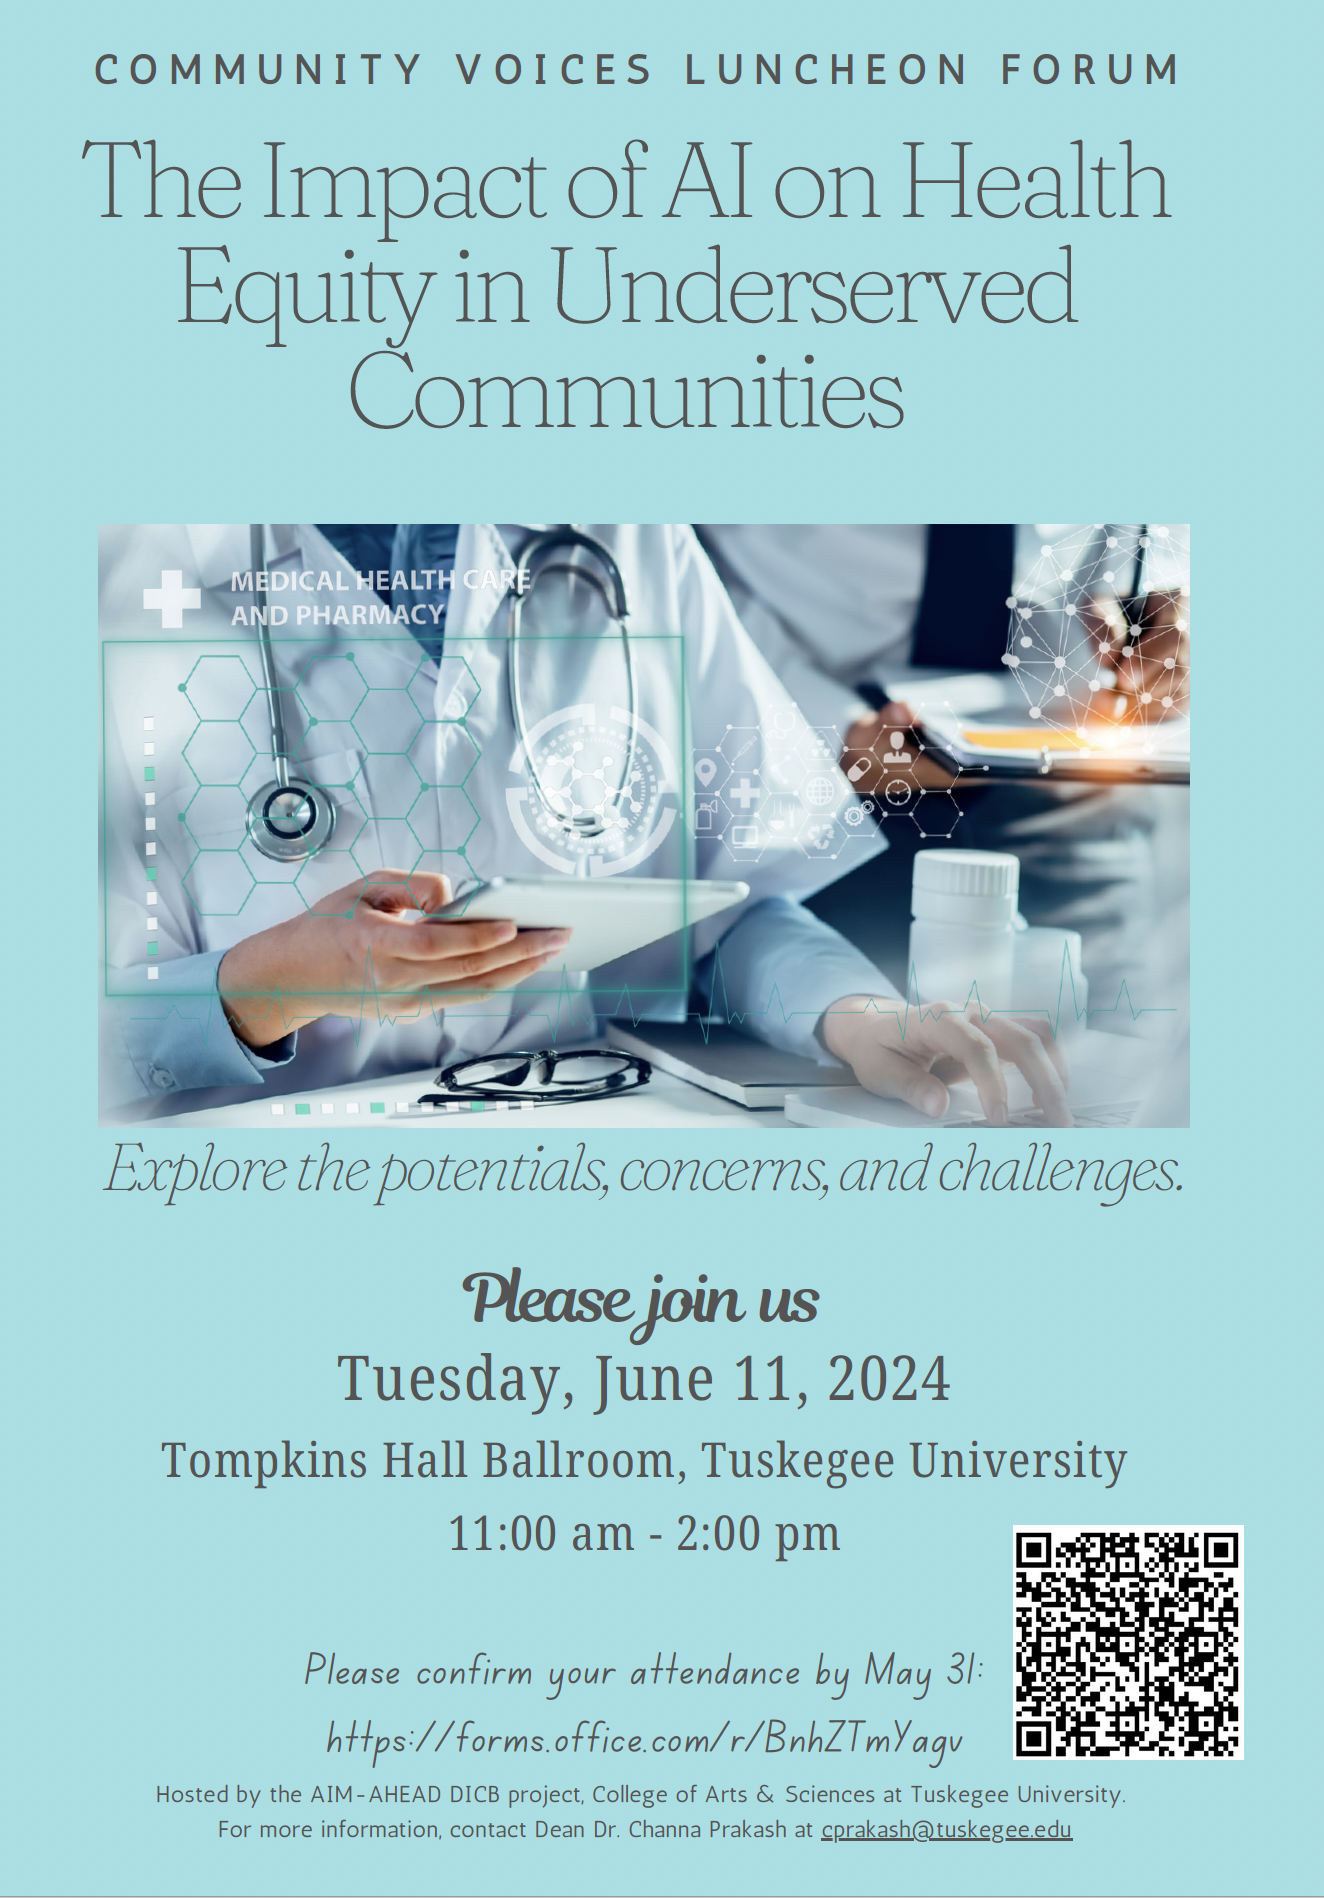 COMMUNITY VOICES LUNCHEON FORUM
The Impact of AI on Health
Equity in Underserved
Communities
MEDICAL HEALTH CARE
AND PHARMACY
Explore the potentials, concerns, and challenges.
Please join us
Tuesday, June 11, 2024
Tompkins Hall Ballroom, Tuskegee University
11:00 am - 2:00 pm
Please confirm your attendance by May 31:
https://forms.office.com/r/BnhZTmYagv
Hosted by the AIM-AHEAD DICB project, College of Arts & Sciences at Tuskegee University.
For more information, contact Dean Dr. Channa Prakash at cprakash@tuskegee.edu